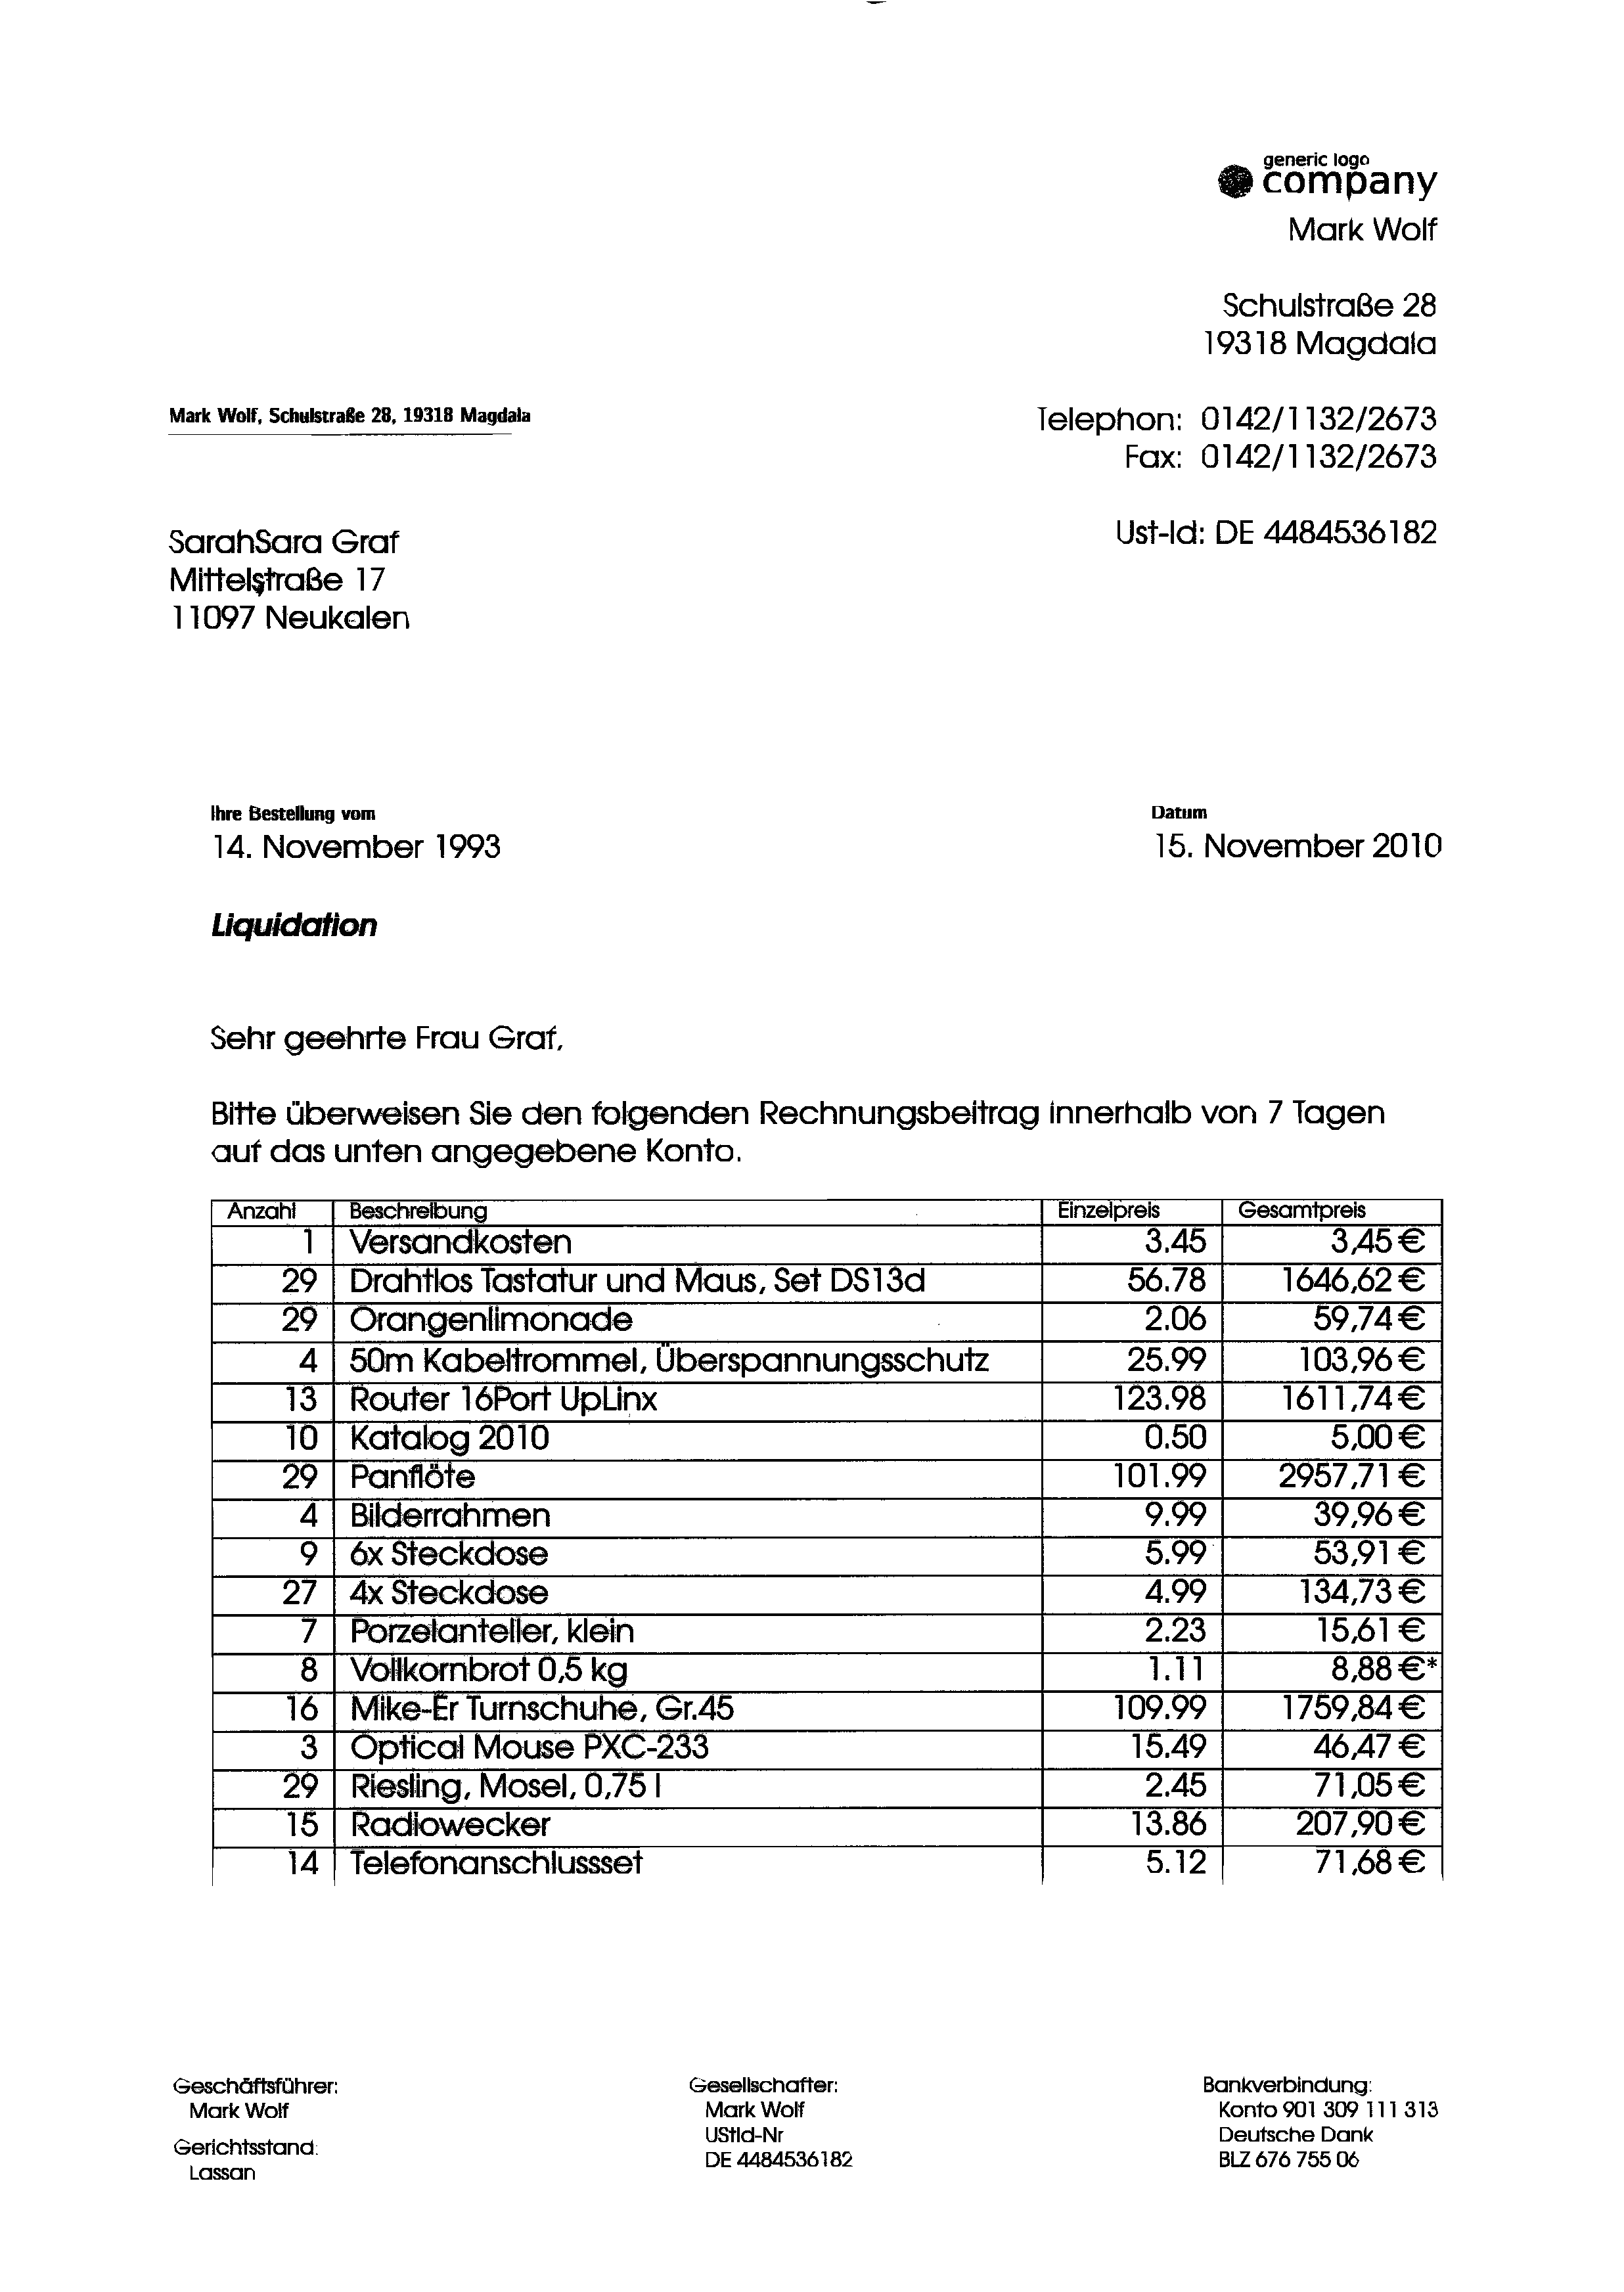 generic logo
company
Mark Wolf
Schulstraße 28
19318 Magdala
Mark Wolf, Schulstraße 28, 19318 Magdala
Telephon: 0142/1132/2673
Fax: 0142/1132/2673
Ust-Id: DE 4484536182
SarahSara Graf
Mittelstraße 17
11097 Neukalen
Ihre Bestellung vom Datum
14. November 1993 15. November 2010
Liquidation
Sehr geehrte Frau Graf,
Bitte überweisen Sie den folgenden Rechnungsbeitrag innerhalb von 7 Tagen
auf das unten angegebene Konto.
Anzahl Beschreibung Einzelpreis Gesamtpreis
1 Versandkosten 3.45 3,45 €
29 Drahtlos Tastatur und Maus, Set DS13d 56.78 1646,62 €
29 Orangenlimonade 2.06 59,74 €
4 50m Kabeltrommel, Überspannungsschutz 25.99 103,96 €
13 Router 16Port UpLinx 123.98 1611,74 €
10 Katalog 2010 0.50 5,00 €
29 Panflöte 101.99 2957,71 €
4 Bilderrahmen 9.99 39,96 €
9 6x Steckdose 5.99 53,91 €
27 4x Steckdose 4.99 134,73 €
7 Porzelanteller, klein 2.23 15,61 €
8 Vollkornbrot 0,5 kg 1.11 8,88 €*
16 Mike-Er Turnschuhe, Gr.45 109.99 1759,84 €
3 Optical Mouse PXC-233 15.49 46,47 €
29 Riesling, Mosel, 0,75 l 2.45 71,05 €
15 Radiowecker 13.86 207,90 €
14 Telefonanschlussset 5.12 71,68 €
Geschäftsführer: Gesellschafter: Bankverbindung:
Mark Wolf Mark Wolf Konto 901 309 111 313
UStId-Nr Deutsche Dank
Gerichtsstand: DE 4484536182 BLZ 676 755 06
Lassan